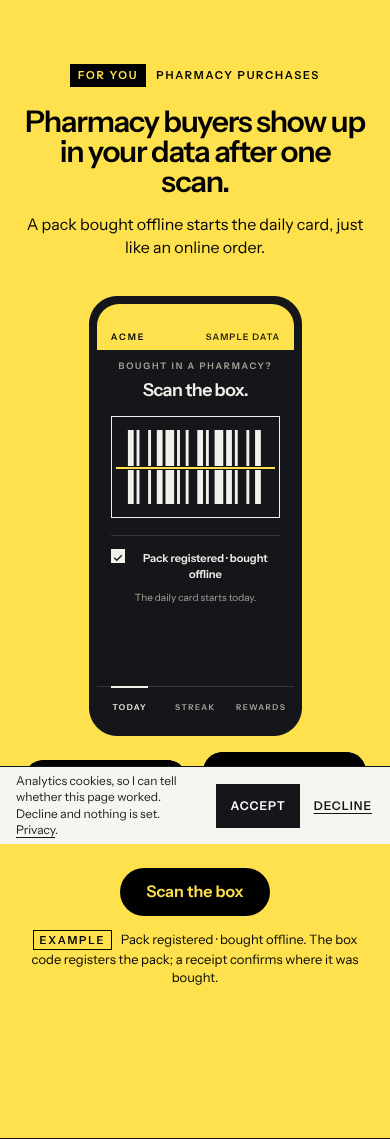 FOR YOU PHARMACY PURCHASES
Pharmacy buyers show up
in your data after one
scan.
A pack bought offline starts the daily card, just
like an online order.
ACME SAMPLE DATA
BOUGHT IN A PHARMACY?
Scan the box.
Pack registered · bought
offline
The daily card starts today.
TODAY STREAK REWARDS
Analytics cookies, so I can tell
whether this page worked.
Decline and nothing is set.
Privacy.
ACCEPT DECLINE
Scan the box
EXAMPLE Pack registered · bought offline. The box
code registers the pack; a receipt confirms where it was
bought.